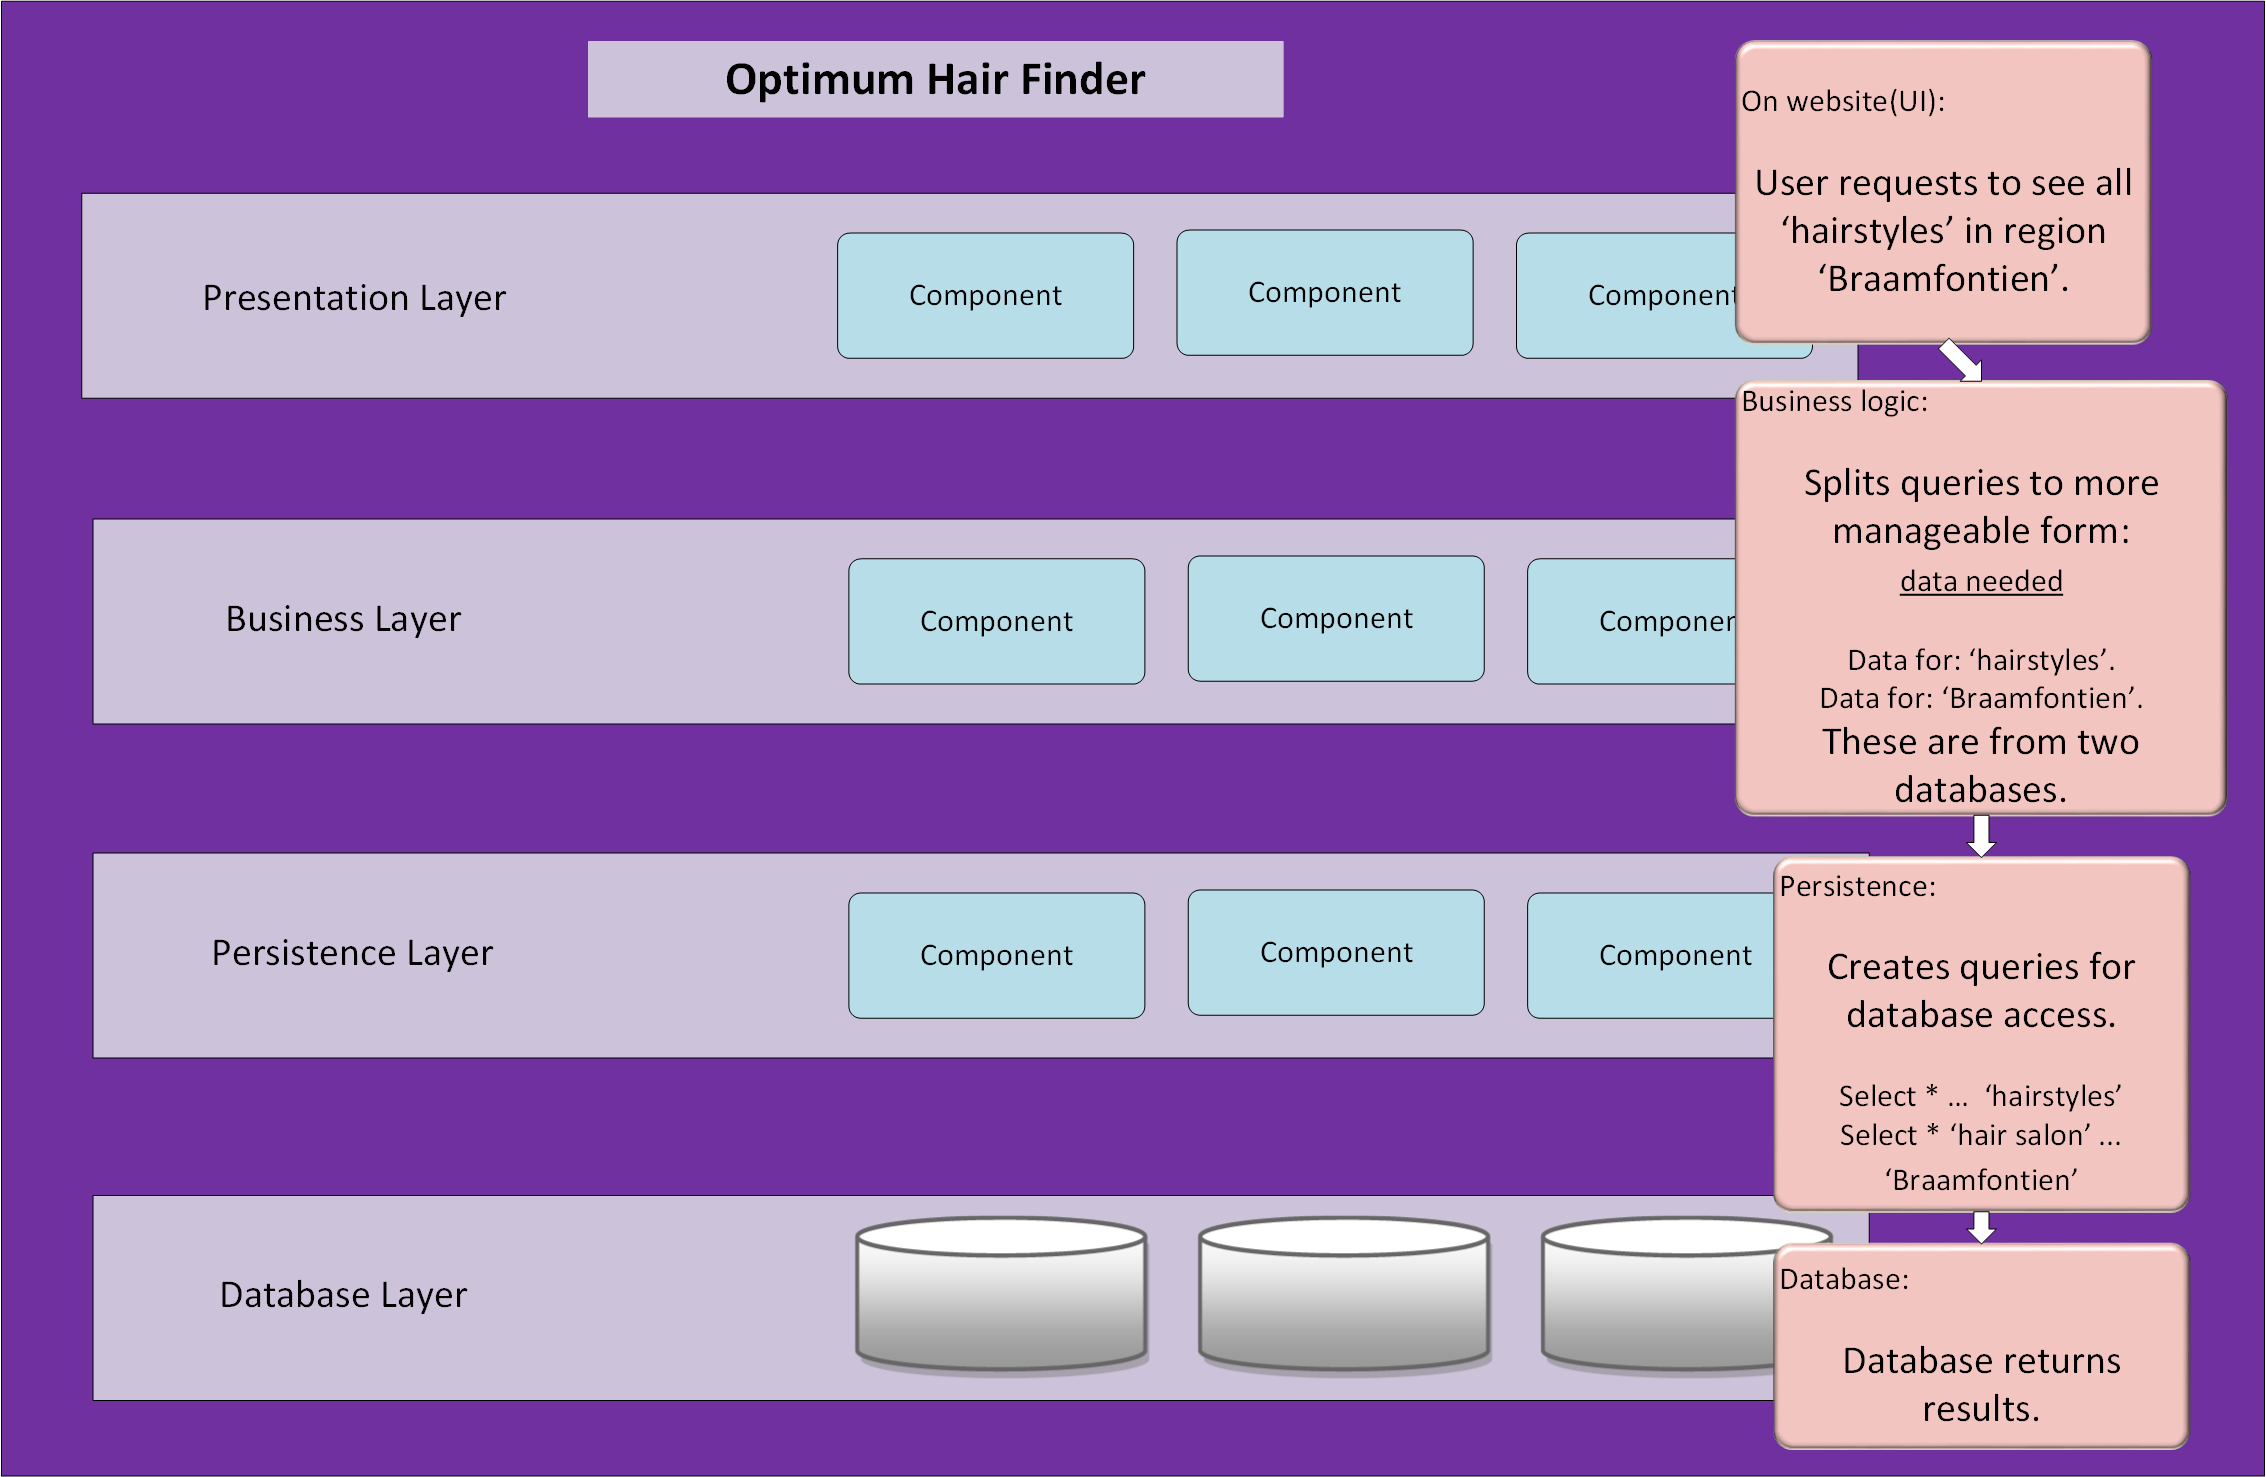 Optimum Hair Finder
On website(UI):
User requests to see all
‘hairstyles’ in region
‘Braamfontien’.
Presentation Layer
Component
Component
Component
Business logic:
Splits queries to more
manageable form:
data needed
Data for: ‘hairstyles’.
Data for: ‘Braamfontien’.
These are from two
databases.
Business Layer
Component
Component
Componen
Persistence Layer
Component
Component
Component
Persistence:
Creates queries for
database access.
Select * ...  ‘hairstyles’
Select * ‘hair salon’ ...
‘Braamfontien’
Database Layer
Database:
Database returns
results.